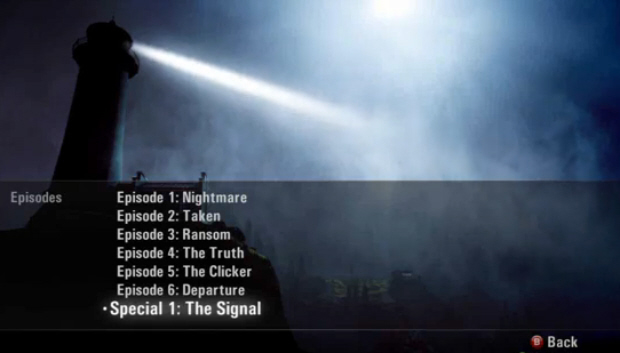 Episodes
Episode 1: Nightmare
Episode 2: Taken
Episode 3: Ransom
Episode 4: The Truth
Episode 5: The Clicker
Episode 6: Departure
Special 1: The Signal
B Back